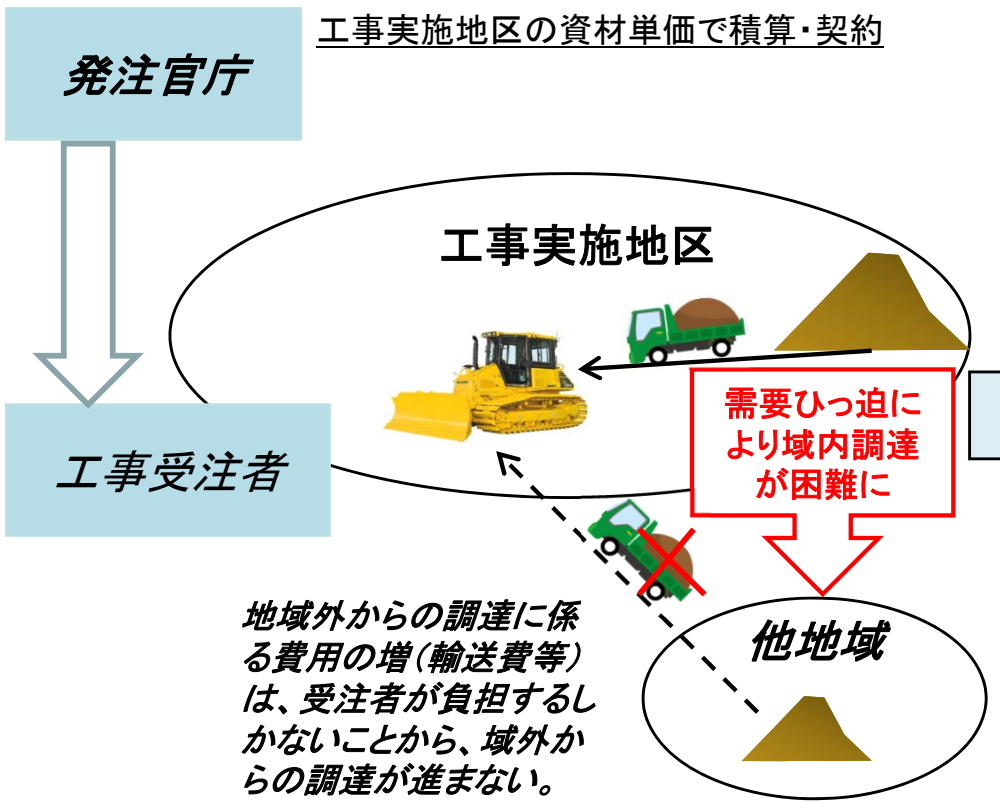 工事実施地区の資材単価で積算・契約
発注官庁
工事実施地区
需要ひっ迫に
より域内調達
が困難に
工事受注者
地域外からの調達に係
る費用の増(輸送費等)
は、受注者が負担するし
かないことから、域外か
らの調達が進まない。
他地域